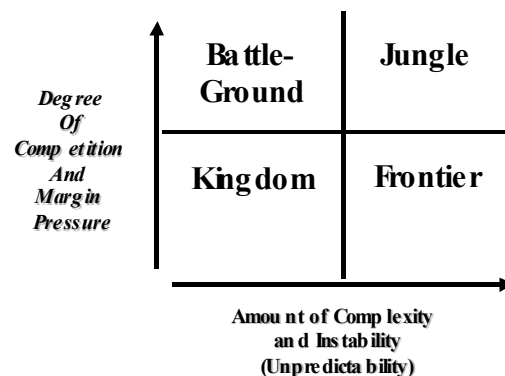 Battle-
Ground
Jungle
Degree
Of
Competition
And
Margin
Pressure
Kingdom
Frontier
Amount of Complexity
and Instability
(Unpredictability)